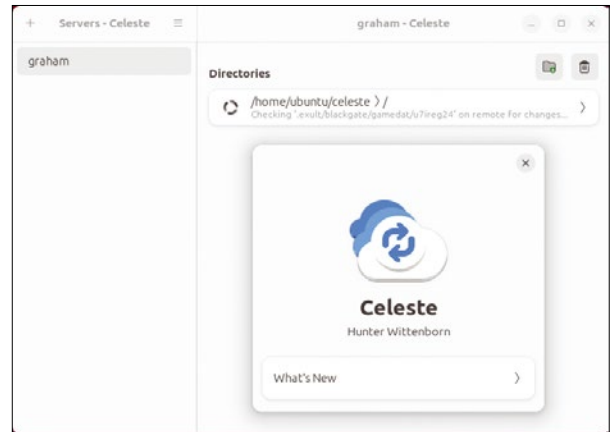 Servers - Celeste
graham - Celeste
graham
Directories
/home/ubuntu/celeste 〉/
Checking '.exult/blackgate/gamedat/u7ireg24' on remote for changes...
Celeste
Hunter Wittenborn
What's New